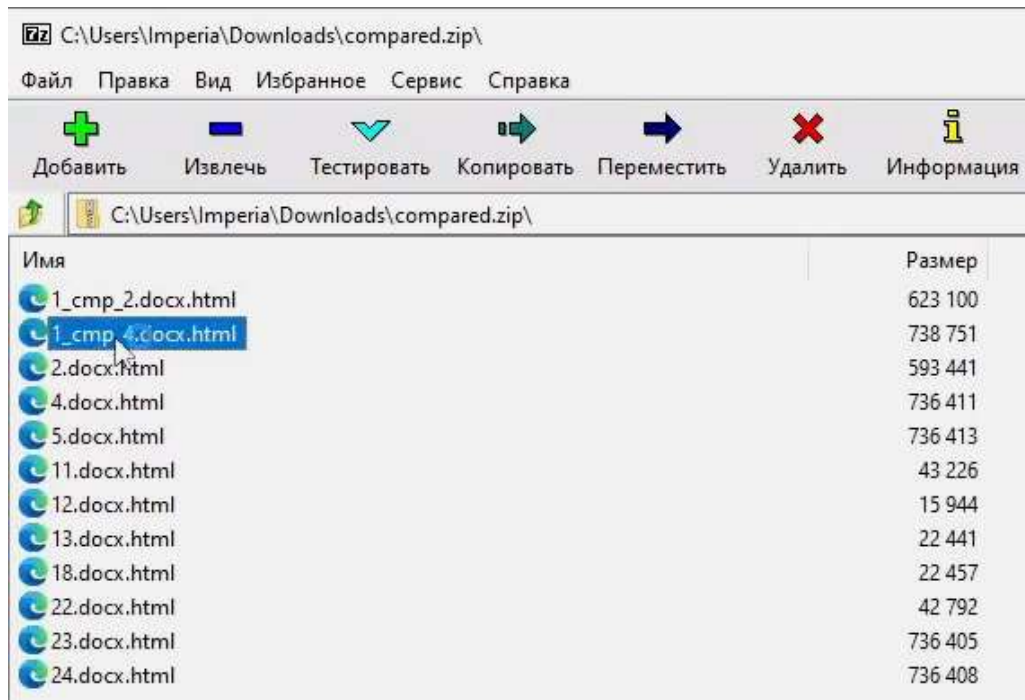 7z C:\Users\Imperia\Downloads\compared.zip\
Файл Правка Вид Избранное Сервис Справка
Добавить Извлечь Тестировать Копировать Переместить Удалить Информация
C:\Users\Imperia\Downloads\compared.zip\
Имя Размер
1_cmp_2.docx.html 623 100
1_cmp_4.docx.html 738 751
2.docx.html 593 441
4.docx.html 736 411
5.docx.html 736 413
11.docx.html 43 226
12.docx.html 15 944
13.docx.html 22 441
18.docx.html 22 457
22.docx.html 42 792
23.docx.html 736 405
24.docx.html 736 408